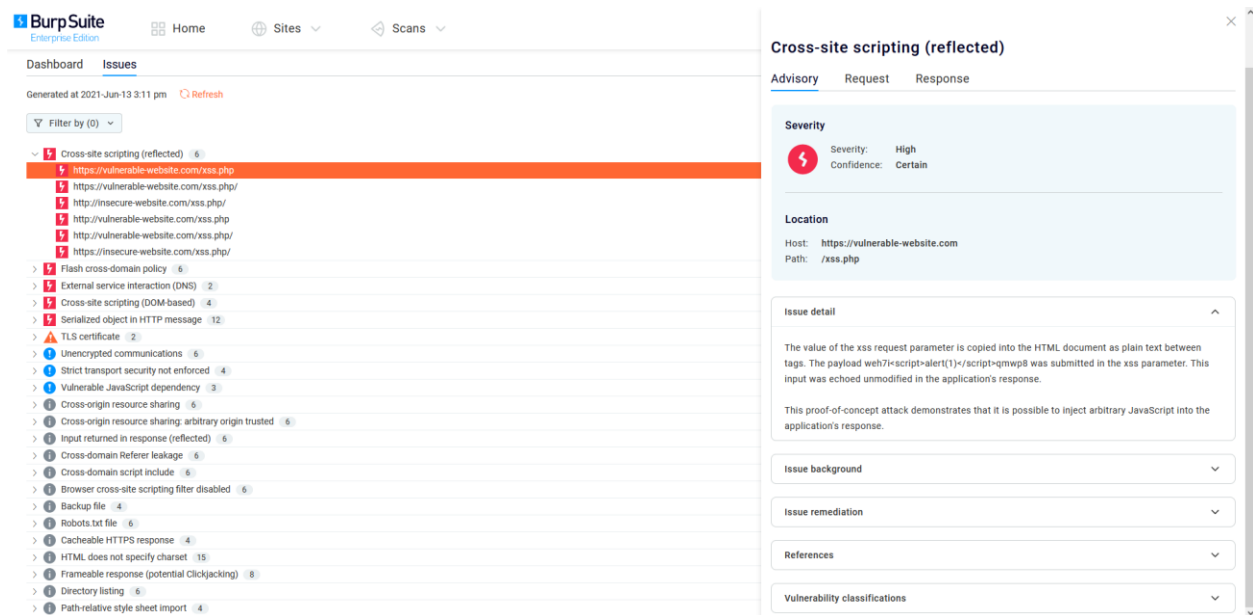 Burp Suite
Enterprise Edition
Home
Sites
Scans
Dashboard Issues
Generated at 2021-Jun-13 3:11 pm Refresh
Filter by (0)
Cross-site scripting (reflected) 6
https://vulnerable-website.com/xss.php
https://vulnerable-website.com/xss.php/
http://insecure-website.com/xss.php/
http://vulnerable-website.com/xss.php
http://vulnerable-website.com/xss.php/
https://insecure-website.com/xss.php/
Flash cross-domain policy 6
External service interaction (DNS) 2
Cross-site scripting (DOM-based) 4
Serialized object in HTTP message 12
TLS certificate 2
Unencrypted communications 6
Strict transport security not enforced 4
Vulnerable JavaScript dependency 3
Cross-origin resource sharing 6
Cross-origin resource sharing: arbitrary origin trusted 6
Input returned in response (reflected) 6
Cross-domain Referer leakage 6
Cross-domain script include 6
Browser cross-site scripting filter disabled 6
Backup file 4
Robots.txt file 6
Cacheable HTTPS response 4
HTML does not specify charset 15
Frameable response (potential Clickjacking) 8
Directory listing 6
Path-relative style sheet import 4
Cross-site scripting (reflected)
Advisory Request Response
Severity
Severity: High
Confidence: Certain
Location
Host: https://vulnerable-website.com
Path: /xss.php
Issue detail
The value of the xss request parameter is copied into the HTML document as plain text between
tags. The payload weh7i<script>alert(1)</script>qmwp8 was submitted in the xss parameter. This
input was echoed unmodified in the application's response.
This proof-of-concept attack demonstrates that it is possible to inject arbitrary JavaScript into the
application's response.
Issue background
Issue remediation
References
Vulnerability classifications